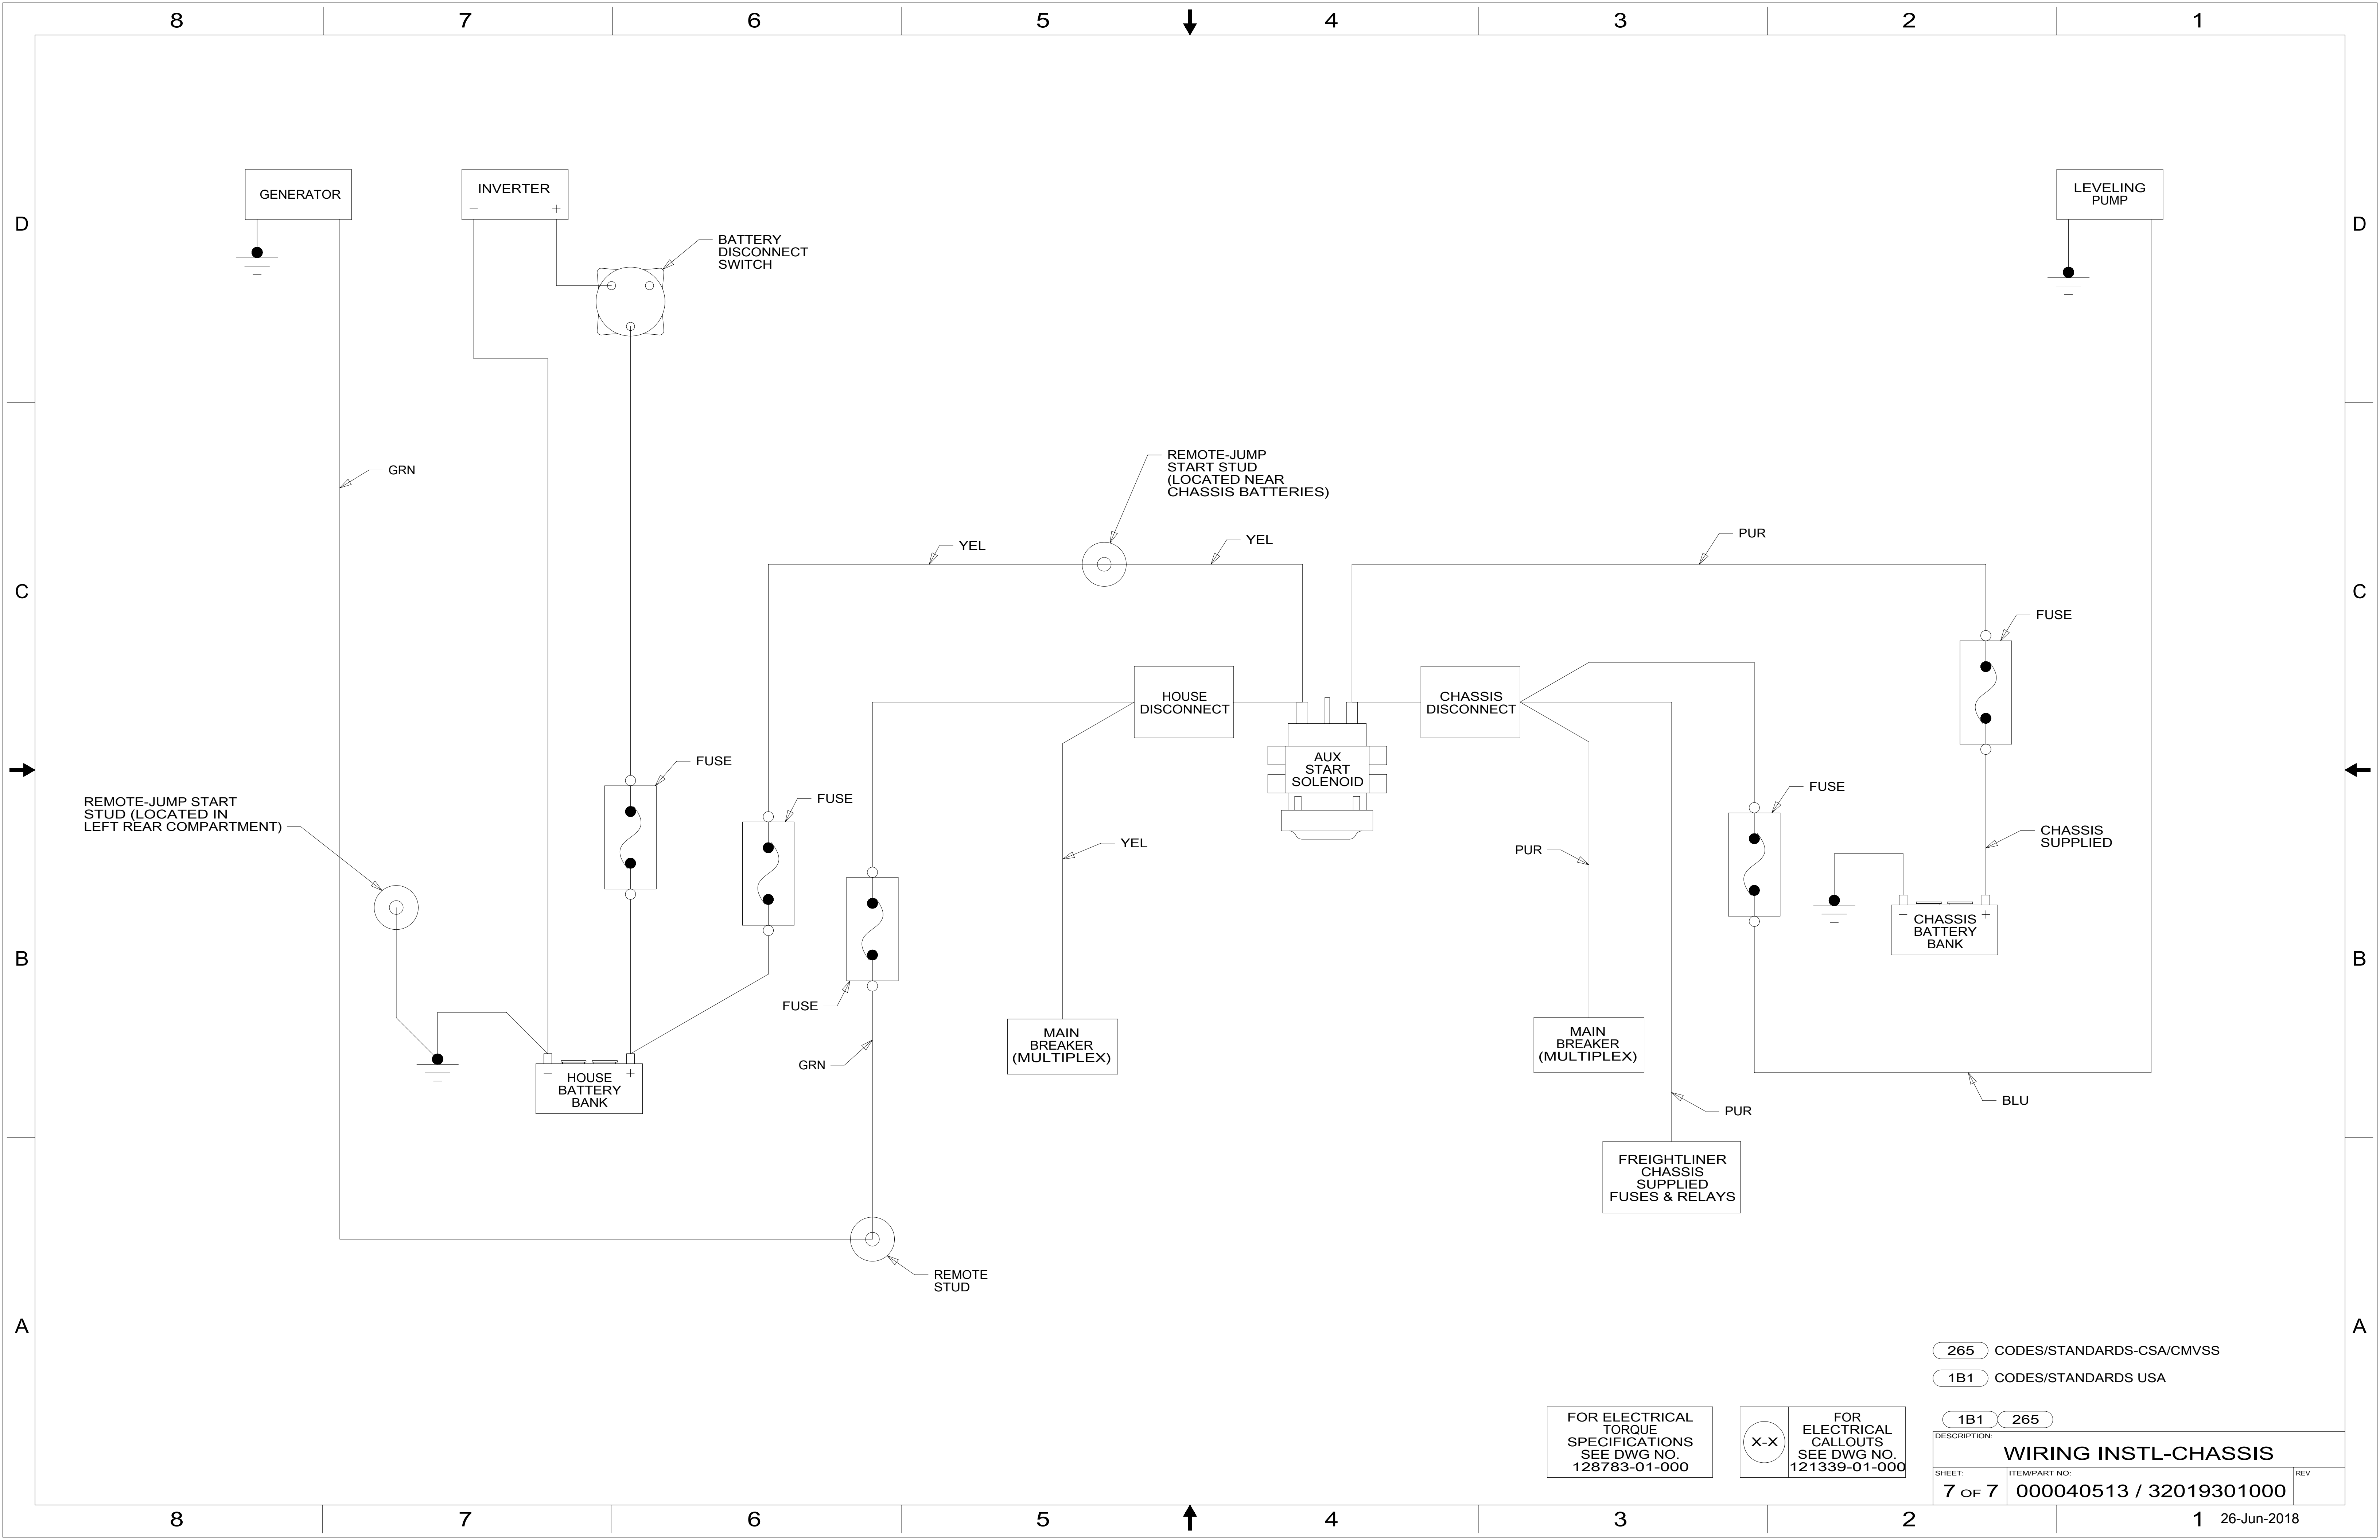 8 7 6 5 4 3 2 1
D
D
GENERATOR
INVERTER
− +
BATTERY
DISCONNECT
SWITCH
LEVELING
PUMP
GRN
REMOTE-JUMP
START STUD
(LOCATED NEAR
CHASSIS BATTERIES)
YEL
YEL
PUR
C
C
FUSE
HOUSE
DISCONNECT
CHASSIS
DISCONNECT
AUX
START
SOLENOID
FUSE
FUSE
FUSE
REMOTE-JUMP START
STUD (LOCATED IN
LEFT REAR COMPARTMENT)
YEL
PUR
CHASSIS
SUPPLIED
− +
CHASSIS
BATTERY
BANK
B
B
FUSE
GRN
MAIN
BREAKER
(MULTIPLEX)
MAIN
BREAKER
(MULTIPLEX)
− +
HOUSE
BATTERY
BANK
BLU
PUR
FREIGHTLINER
CHASSIS
SUPPLIED
FUSES & RELAYS
REMOTE
STUD
A
A
265 CODES/STANDARDS-CSA/CMVSS
1B1 CODES/STANDARDS USA
FOR ELECTRICAL
TORQUE
SPECIFICATIONS
SEE DWG NO.
128783-01-000
X-X
FOR
ELECTRICAL
CALLOUTS
SEE DWG NO.
121339-01-000
1B1 265
DESCRIPTION:
WIRING INSTL-CHASSIS
SHEET:
7 OF 7
ITEM/PART NO:
000040513 / 32019301000
REV
8 7 6 5 4 3 2 1
26-Jun-2018